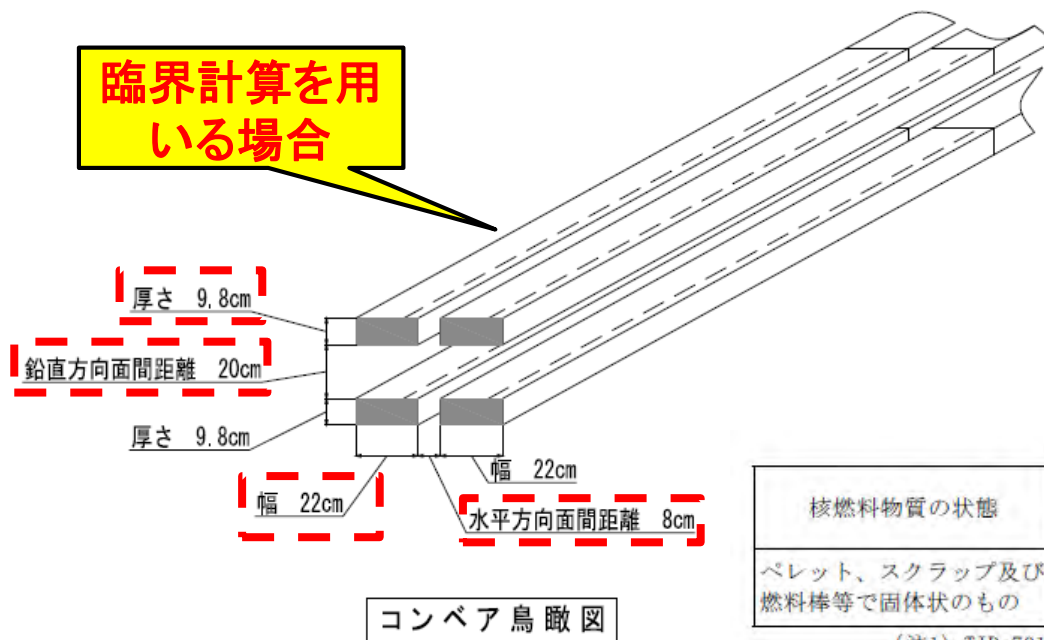 臨界計算を用
いる場合
厚さ 9.8cm
鉛直方向面間距離 20cm
厚さ 9.8cm
幅 22cm
幅 22cm
水平方向面間距離 8cm
コンベア鳥瞰図
核燃料物質の状態
ペレット、スクラップ及び
燃料棒等で固体状のもの